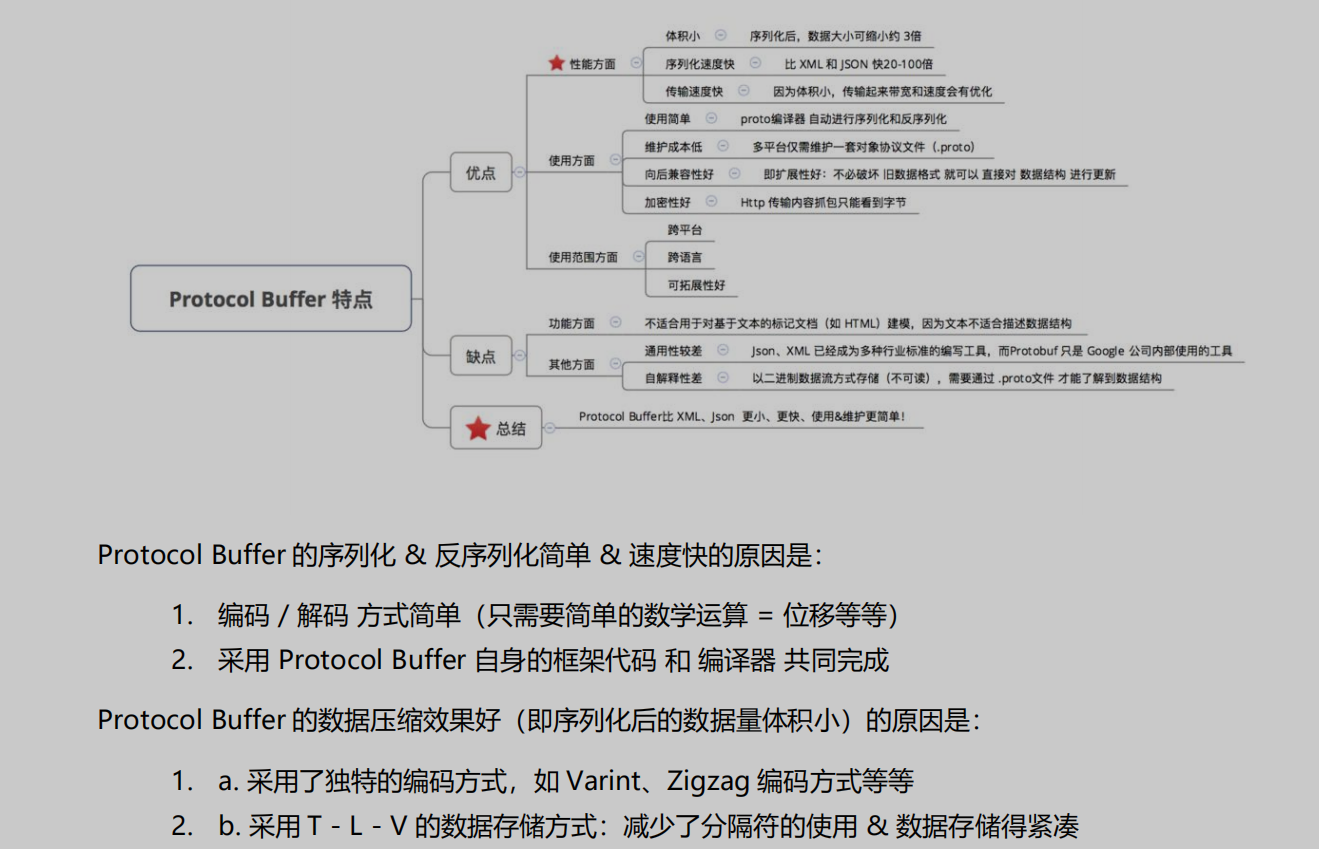 Protocol Buffer 特点
优点
★ 性能方面
体积小 序列化后，数据大小可缩小约 3倍
序列化速度快 比 XML 和 JSON 快20-100倍
传输速度快 因为体积小，传输起来带宽和速度会有优化
使用方面
使用简单 proto编译器 自动进行序列化和反序列化
维护成本低 多平台仅需维护一套对象协议文件（.proto）
向后兼容性好 即扩展性好：不必破坏 旧数据格式 就可以 直接对 数据结构 进行更新
加密性好 Http 传输内容抓包只能看到字节
使用范围方面
跨平台
跨语言
可拓展性好
缺点
功能方面 不适合用于对基于文本的标记文档（如 HTML）建模，因为文本不适合描述数据结构
其他方面
通用性较差 Json、XML 已经成为多种行业标准的编写工具，而Protobuf 只是 Google 公司内部使用的工具
自解释性差 以二进制数据流方式存储（不可读），需要通过 .proto文件 才能了解到数据结构
★ 总结 Protocol Buffer比 XML、Json 更小、更快、使用&维护更简单！
Protocol Buffer 的序列化 & 反序列化简单 & 速度快的原因是：
1. 编码 / 解码 方式简单（只需要简单的数学运算 = 位移等等）
2. 采用 Protocol Buffer 自身的框架代码 和 编译器 共同完成
Protocol Buffer 的数据压缩效果好（即序列化后的数据量体积小）的原因是：
1. a. 采用了独特的编码方式，如 Varint、Zigzag 编码方式等等
2. b. 采用 T - L - V 的数据存储方式：减少了分隔符的使用 & 数据存储得紧凑